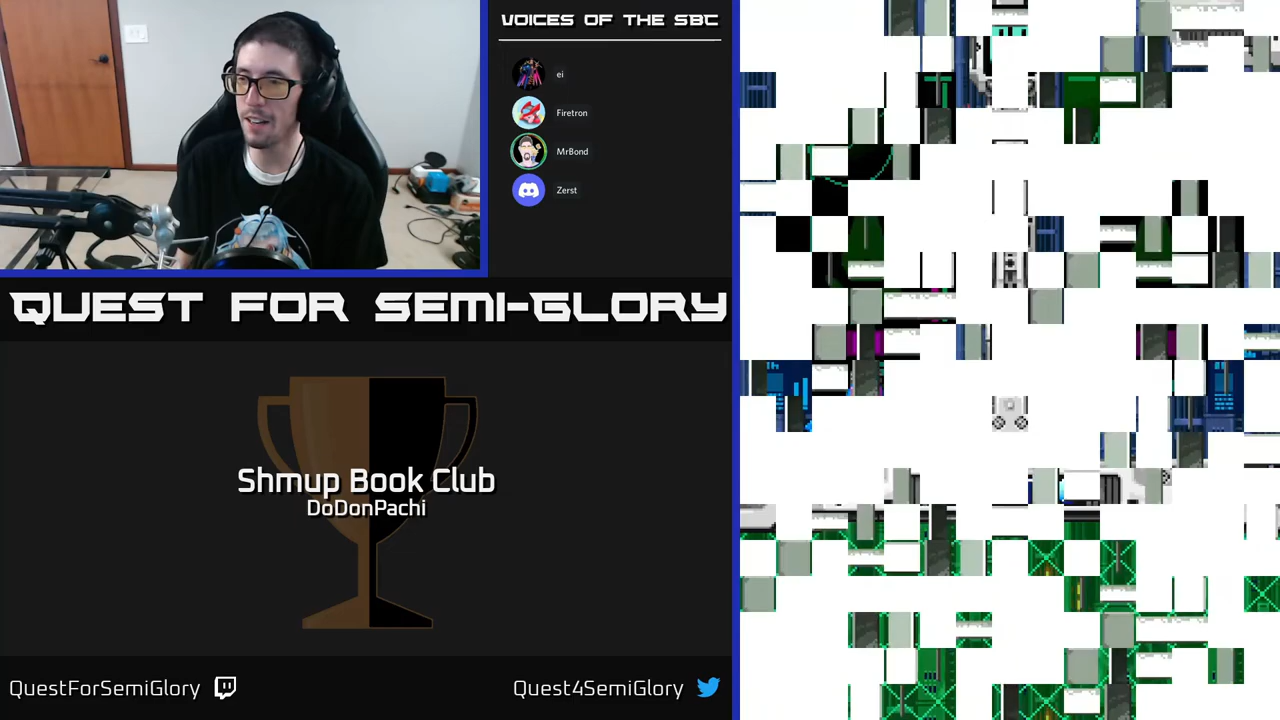 VOICES OF THE SBC
ei
Firetron
MrBond
Zerst
QUEST FOR SEMI-GLORY
Shmup Book Club
DoDonPachi
QuestForSemiGlory
Quest4SemiGlory